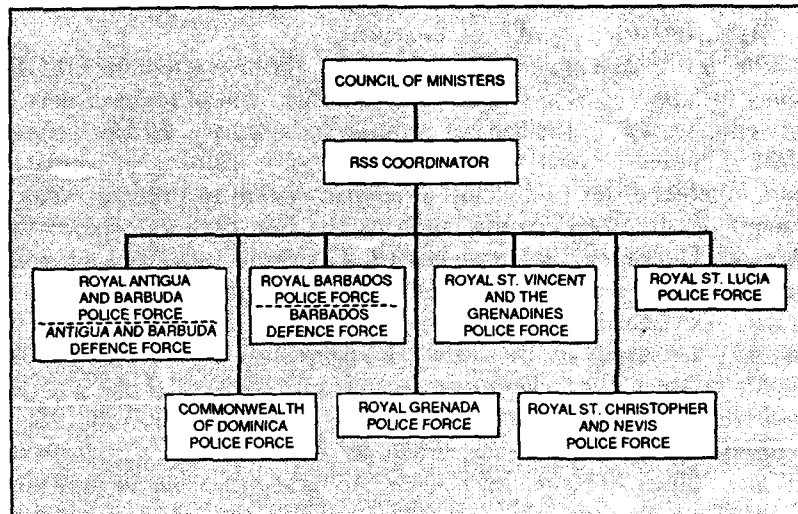 COUNCIL OF MINISTERS
RSS COORDINATOR
ROYAL ANTIGUA
AND BARBUDA
POLICE FORCE
ANTIGUA AND BARBUDA
DEFENCE FORCE
ROYAL BARBADOS
POLICE FORCE
BARBADOS
DEFENCE FORCE
ROYAL ST. VINCENT
AND THE
GRENADINES
POLICE FORCE
ROYAL ST. LUCIA
POLICE FORCE
COMMONWEALTH
OF DOMINICA
POLICE FORCE
ROYAL GRENADA
POLICE FORCE
ROYAL ST. CHRISTOPHER
AND NEVIS
POLICE FORCE